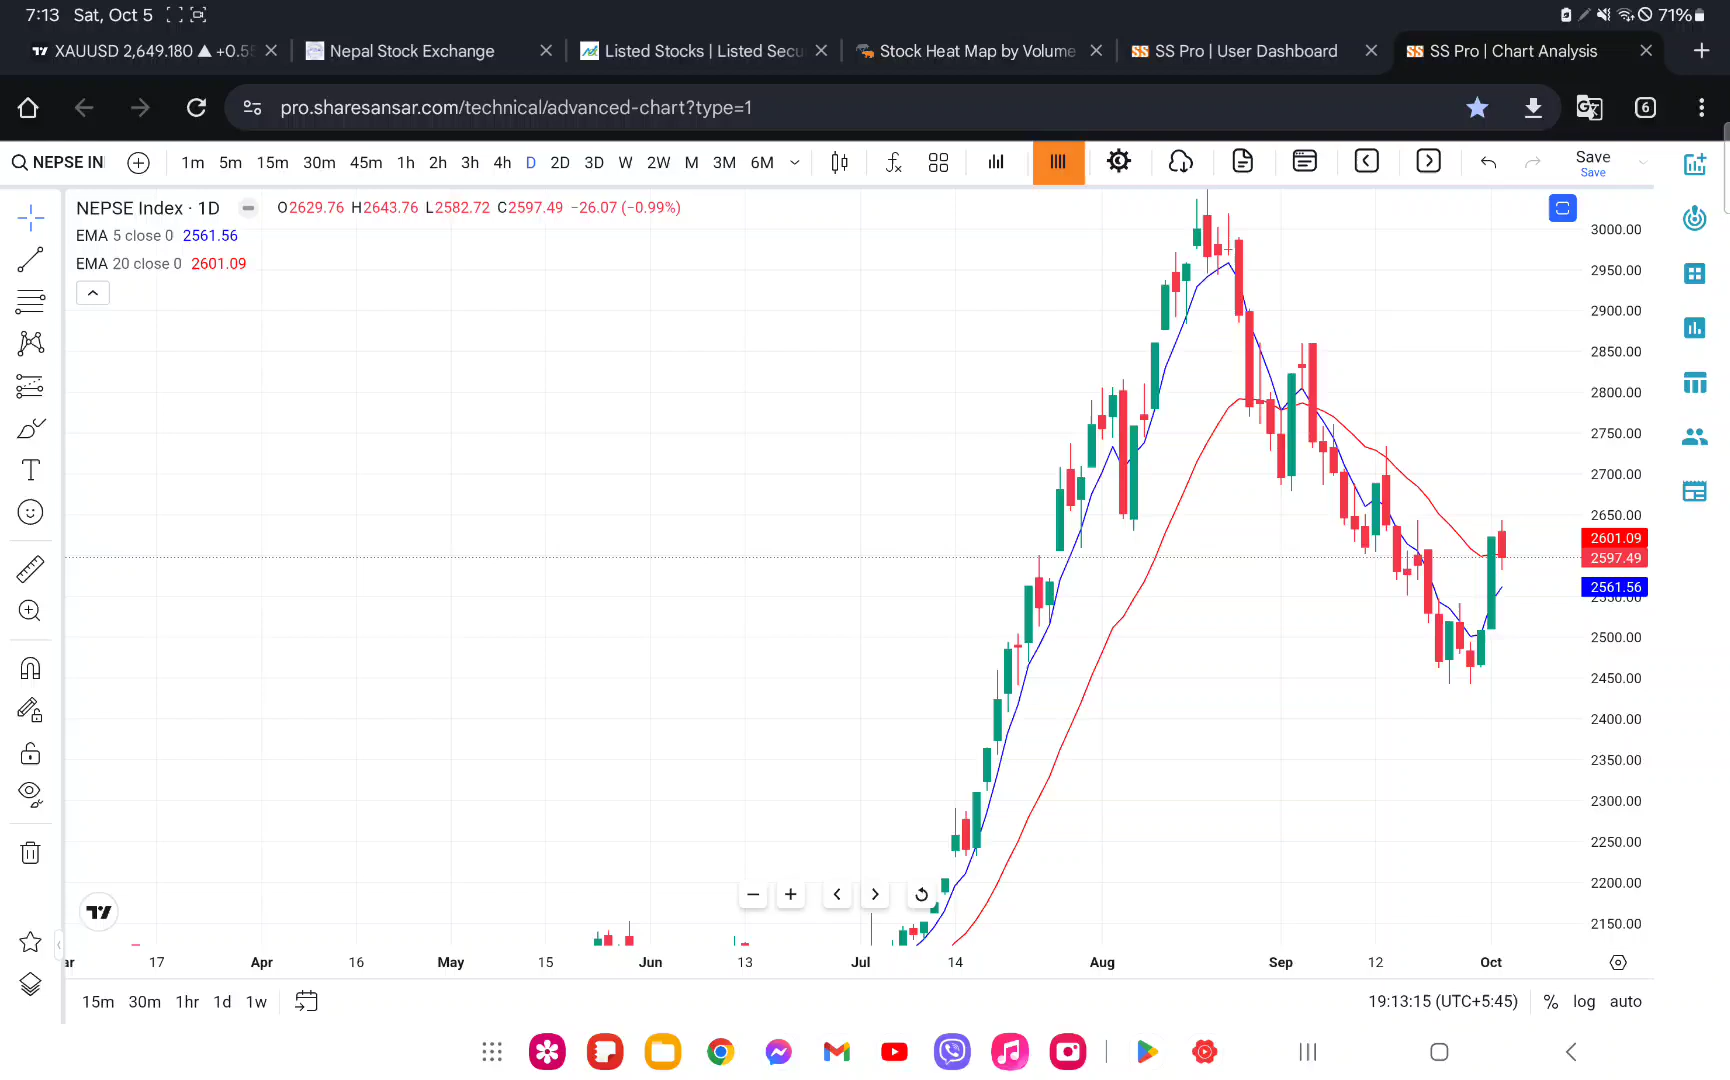 7:13 Sat, Oct 5 71%
XAUUSD 2,649.180 ▲ +0.5
Nepal Stock Exchange
Listed Stocks | Listed Secu
Stock Heat Map by Volume
SS Pro | User Dashboard
SS Pro | Chart Analysis
pro.sharesansar.com/technical/advanced-chart?type=1
6
NEPSE IN
1m 5m 15m 30m 45m 1h 2h 3h 4h D 2D 3D W 2W M 3M 6M
Save
Save
NEPSE Index · 1D O2629.76 H2643.76 L2582.72 C2597.49 −26.07 (−0.99%)
EMA 5 close 0 2561.56
EMA 20 close 0 2601.09
3000.00
2950.00
2900.00
2850.00
2800.00
2750.00
2700.00
2650.00
2601.09
2597.49
2561.56
2550.00
2500.00
2450.00
2400.00
2350.00
2300.00
2250.00
2200.00
2150.00
ar 17 Apr 16 May 15 Jun 13 Jul 14 Aug Sep 12 Oct
15m 30m 1hr 1d 1w
19:13:15 (UTC+5:45) % log auto